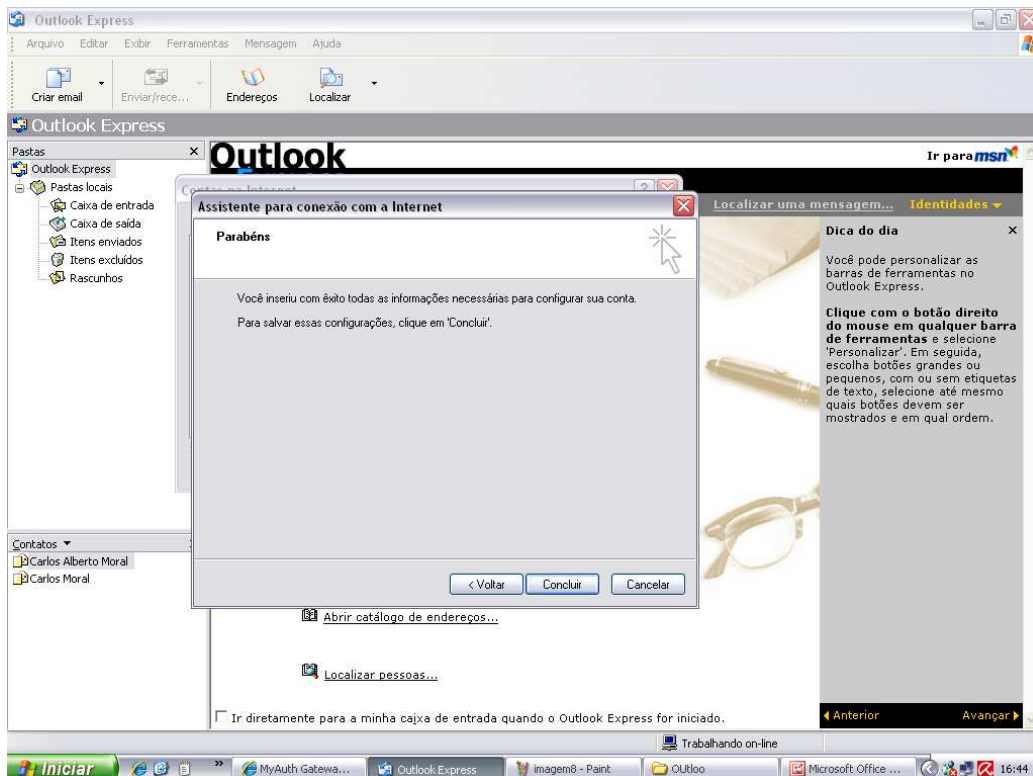 Outlook Express
Arquivo Editar Exibir Ferramentas Mensagem Ajuda
Criar email Enviar/rece... Endereços Localizar
Outlook Express
Pastas
Outlook Express
Pastas locais
Caixa de entrada
Caixa de saída
Itens enviados
Itens excluídos
Rascunhos
Contatos
Carlos Alberto Moral
Carlos Moral
Outlook
Ir para msn
Localizar uma mensagem... Identidades
Contas na Internet
Assistente para conexão com a Internet
Parabéns
Você inseriu com êxito todas as informações necessárias para configurar sua conta.
Para salvar essas configurações, clique em 'Concluir'.
< Voltar Concluir Cancelar
Abrir catálogo de endereços...
Localizar pessoas...
Ir diretamente para a minha caixa de entrada quando o Outlook Express for iniciado.
Dica do dia
Você pode personalizar as
barras de ferramentas no
Outlook Express.
Clique com o botão direito
do mouse em qualquer barra
de ferramentas e selecione
'Personalizar'. Em seguida,
escolha botões grandes ou
pequenos, com ou sem etiquetas
de texto, selecione até mesmo
quais botões devem ser
mostrados e em qual ordem.
Anterior Avançar
Trabalhando on-line
Iniciar » MyAuth Gatewa... Outlook Express imagem8 - Paint OUtloo Microsoft Office ... 16:44